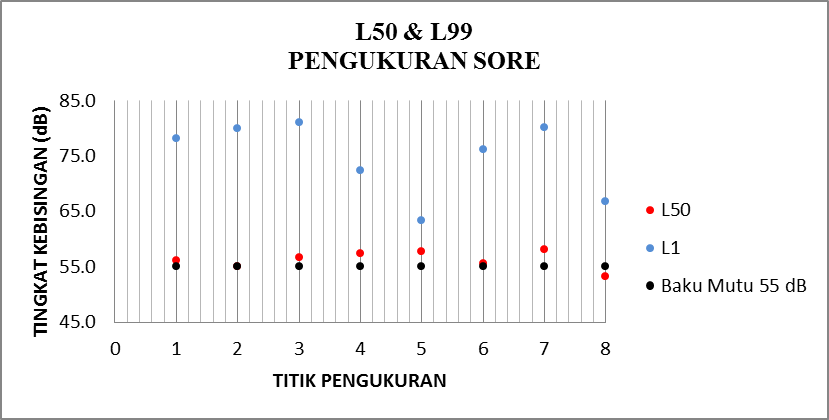 L50 & L99
PENGUKURAN SORE
TINGKAT KEBISINGAN (dB)
85.0
75.0
65.0
55.0
45.0
0 1 2 3 4 5 6 7 8
TITIK PENGUKURAN
L50
L1
Baku Mutu 55 dB